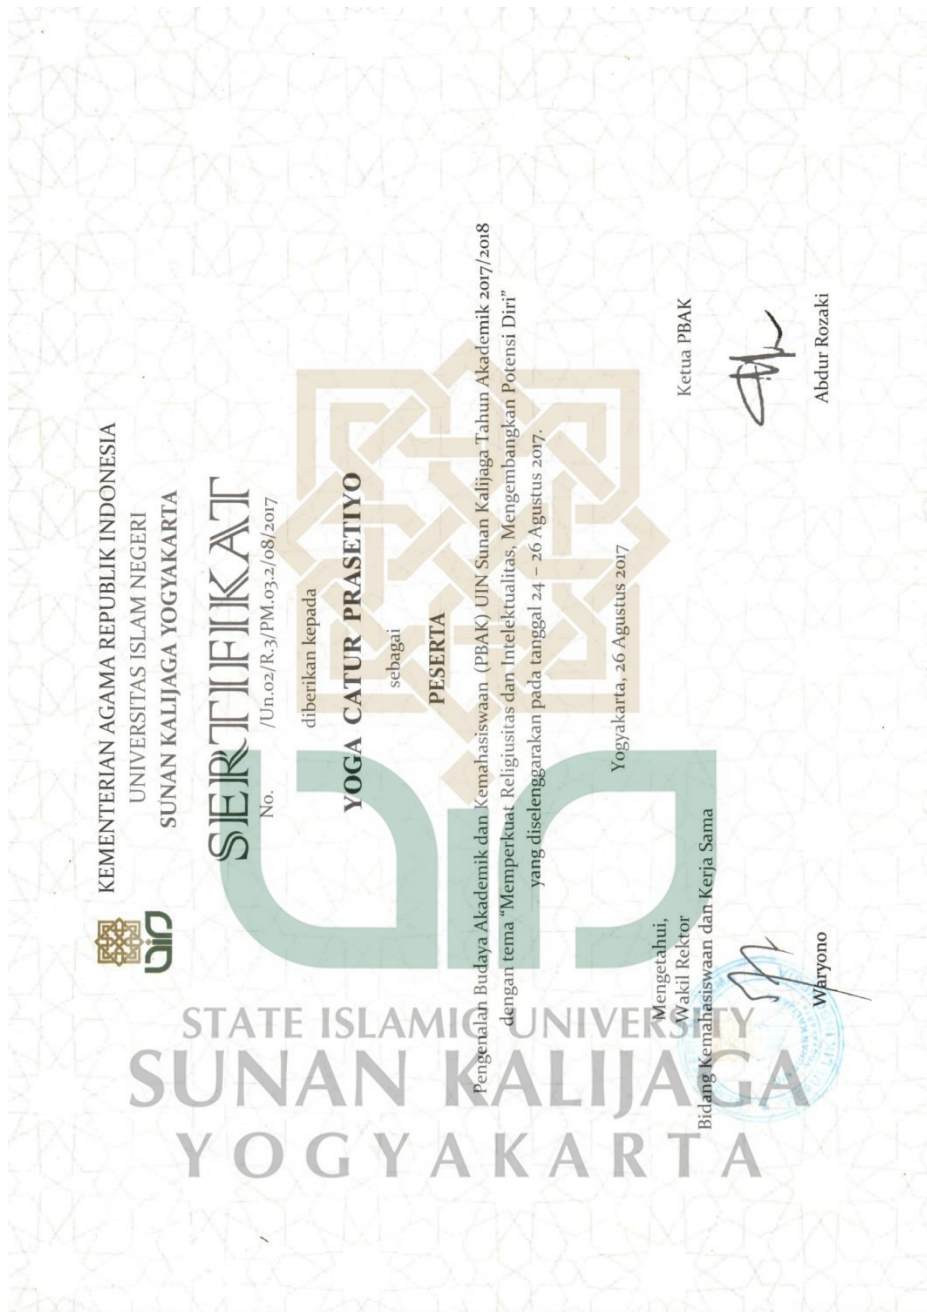 KEMENTERIAN AGAMA REPUBLIK INDONESIA
UNIVERSITAS ISLAM NEGERI
SUNAN KALIJAGA YOGYAKARTA
SERTIFIKAT
No. /Un.02/R.3/PM.03.2/08/2017
diberikan kepada
YOGA CATUR PRASETIYO
sebagai
PESERTA
Pengenalan Budaya Akademik dan Kemahasiswaan (PBAK) UIN Sunan Kalijaga Tahun Akademik 2017/2018
dengan tema “Memperkuat Religiusitas dan Intelektualitas, Mengembangkan Potensi Diri”
yang diselenggarakan pada tanggal 24 – 26 Agustus 2017.
Yogyakarta, 26 Agustus 2017
Mengetahui,
Wakil Rektor
Bidang Kemahasiswaan dan Kerja Sama
Waryono
Ketua PBAK
Abdur Rozaki
STATE ISLAMIC UNIVERSITY
SUNAN KALIJAGA
YOGYAKARTA